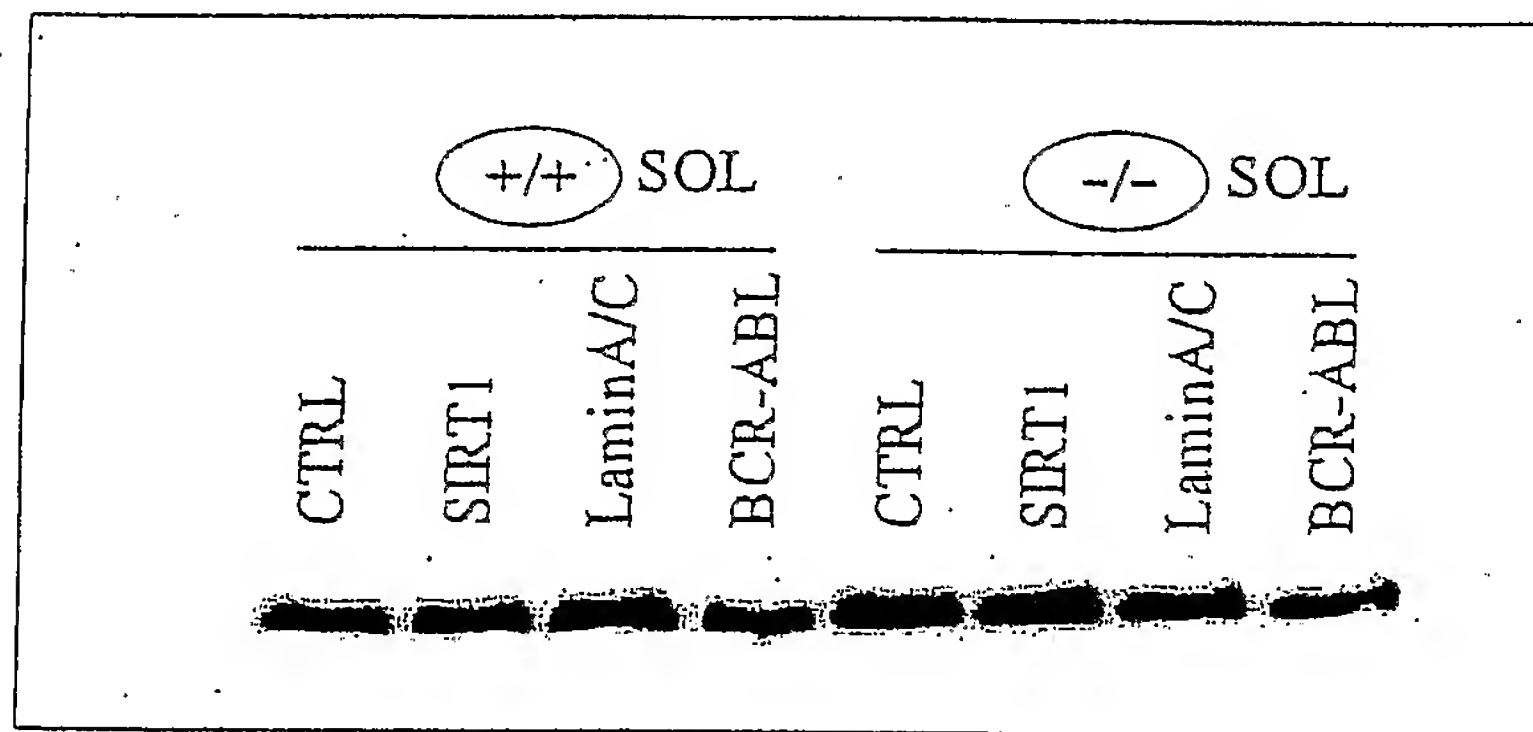 +/+ SOL
-/- SOL
CTRL
SIRT1
LaminA/C
BCR-ABL
CTRL
SIRT1
LaminA/C
BCR-ABL